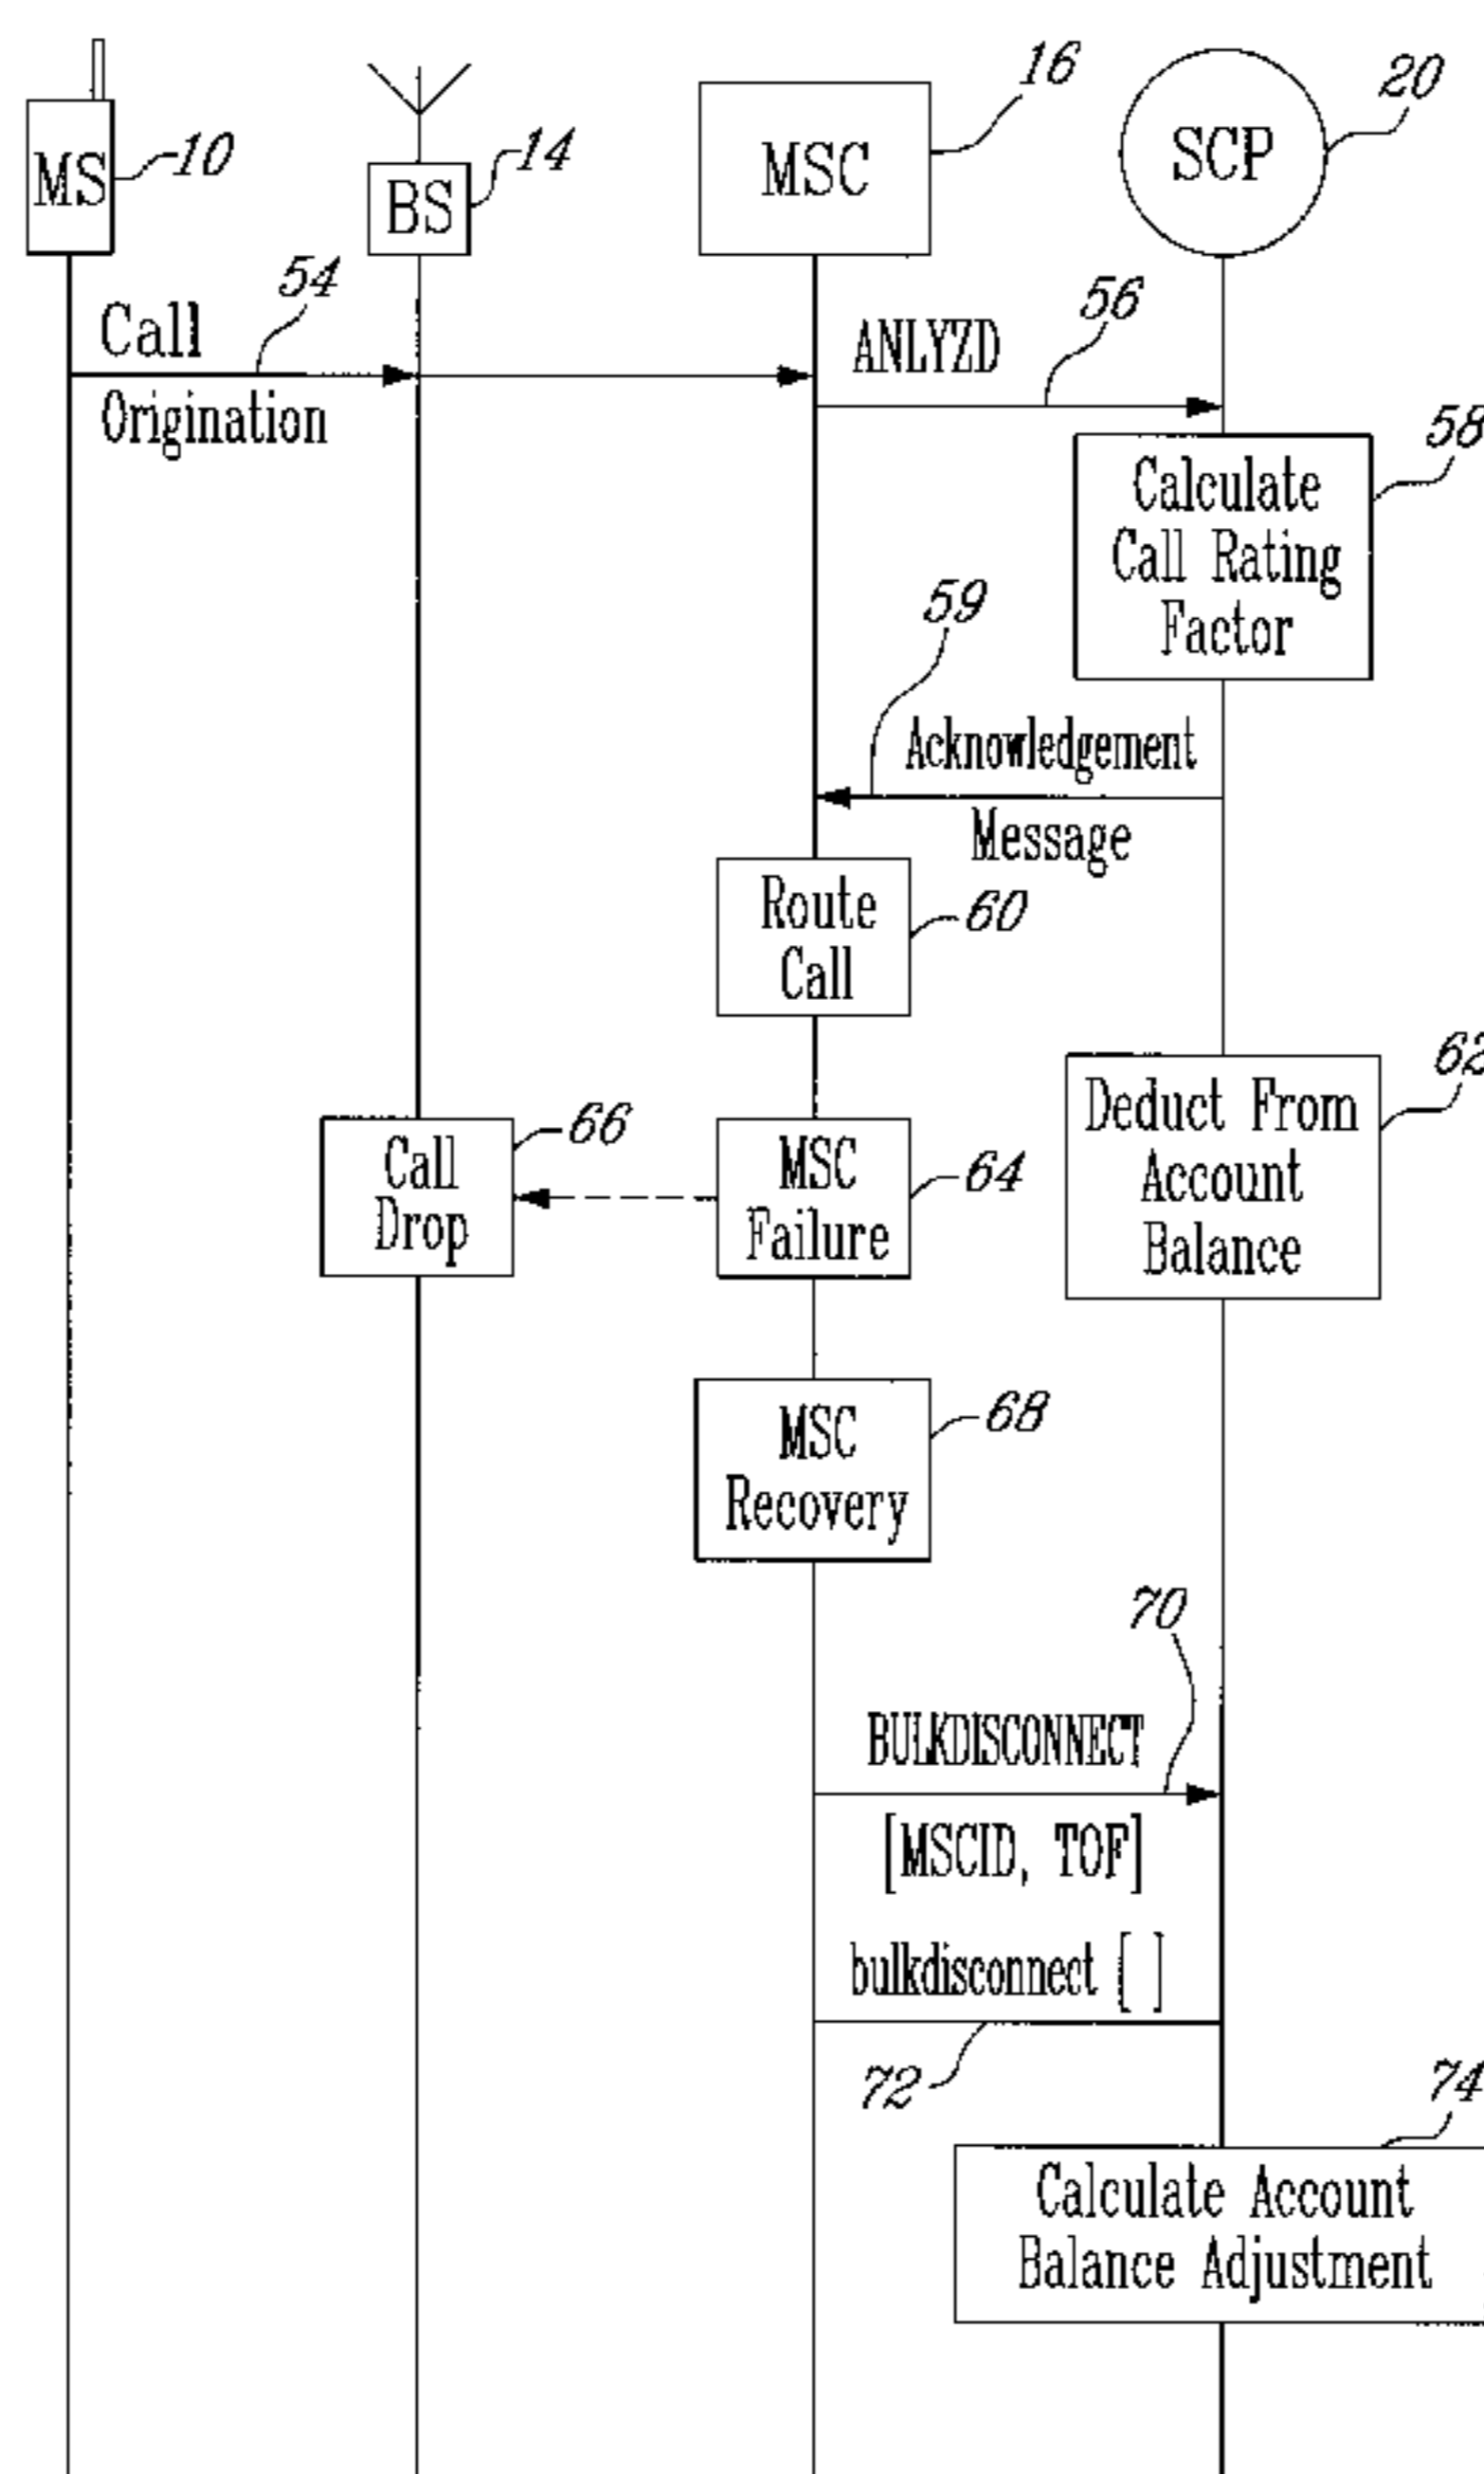 16
20
10
14
MS
BS
MSC
SCP
54
56
Call
Origination
ANLYZD
58
Calculate
Call Rating
Factor
59
Acknowledgement
Message
Route
Call
60
62
Deduct From
Account
Balance
66
Call
Drop
MSC
Failure
64
MSC
Recovery
68
70
BULKDISCONNECT
[MSCID, TOF]
bulkdisconnect [ ]
72
74
Calculate Account
Balance Adjustment